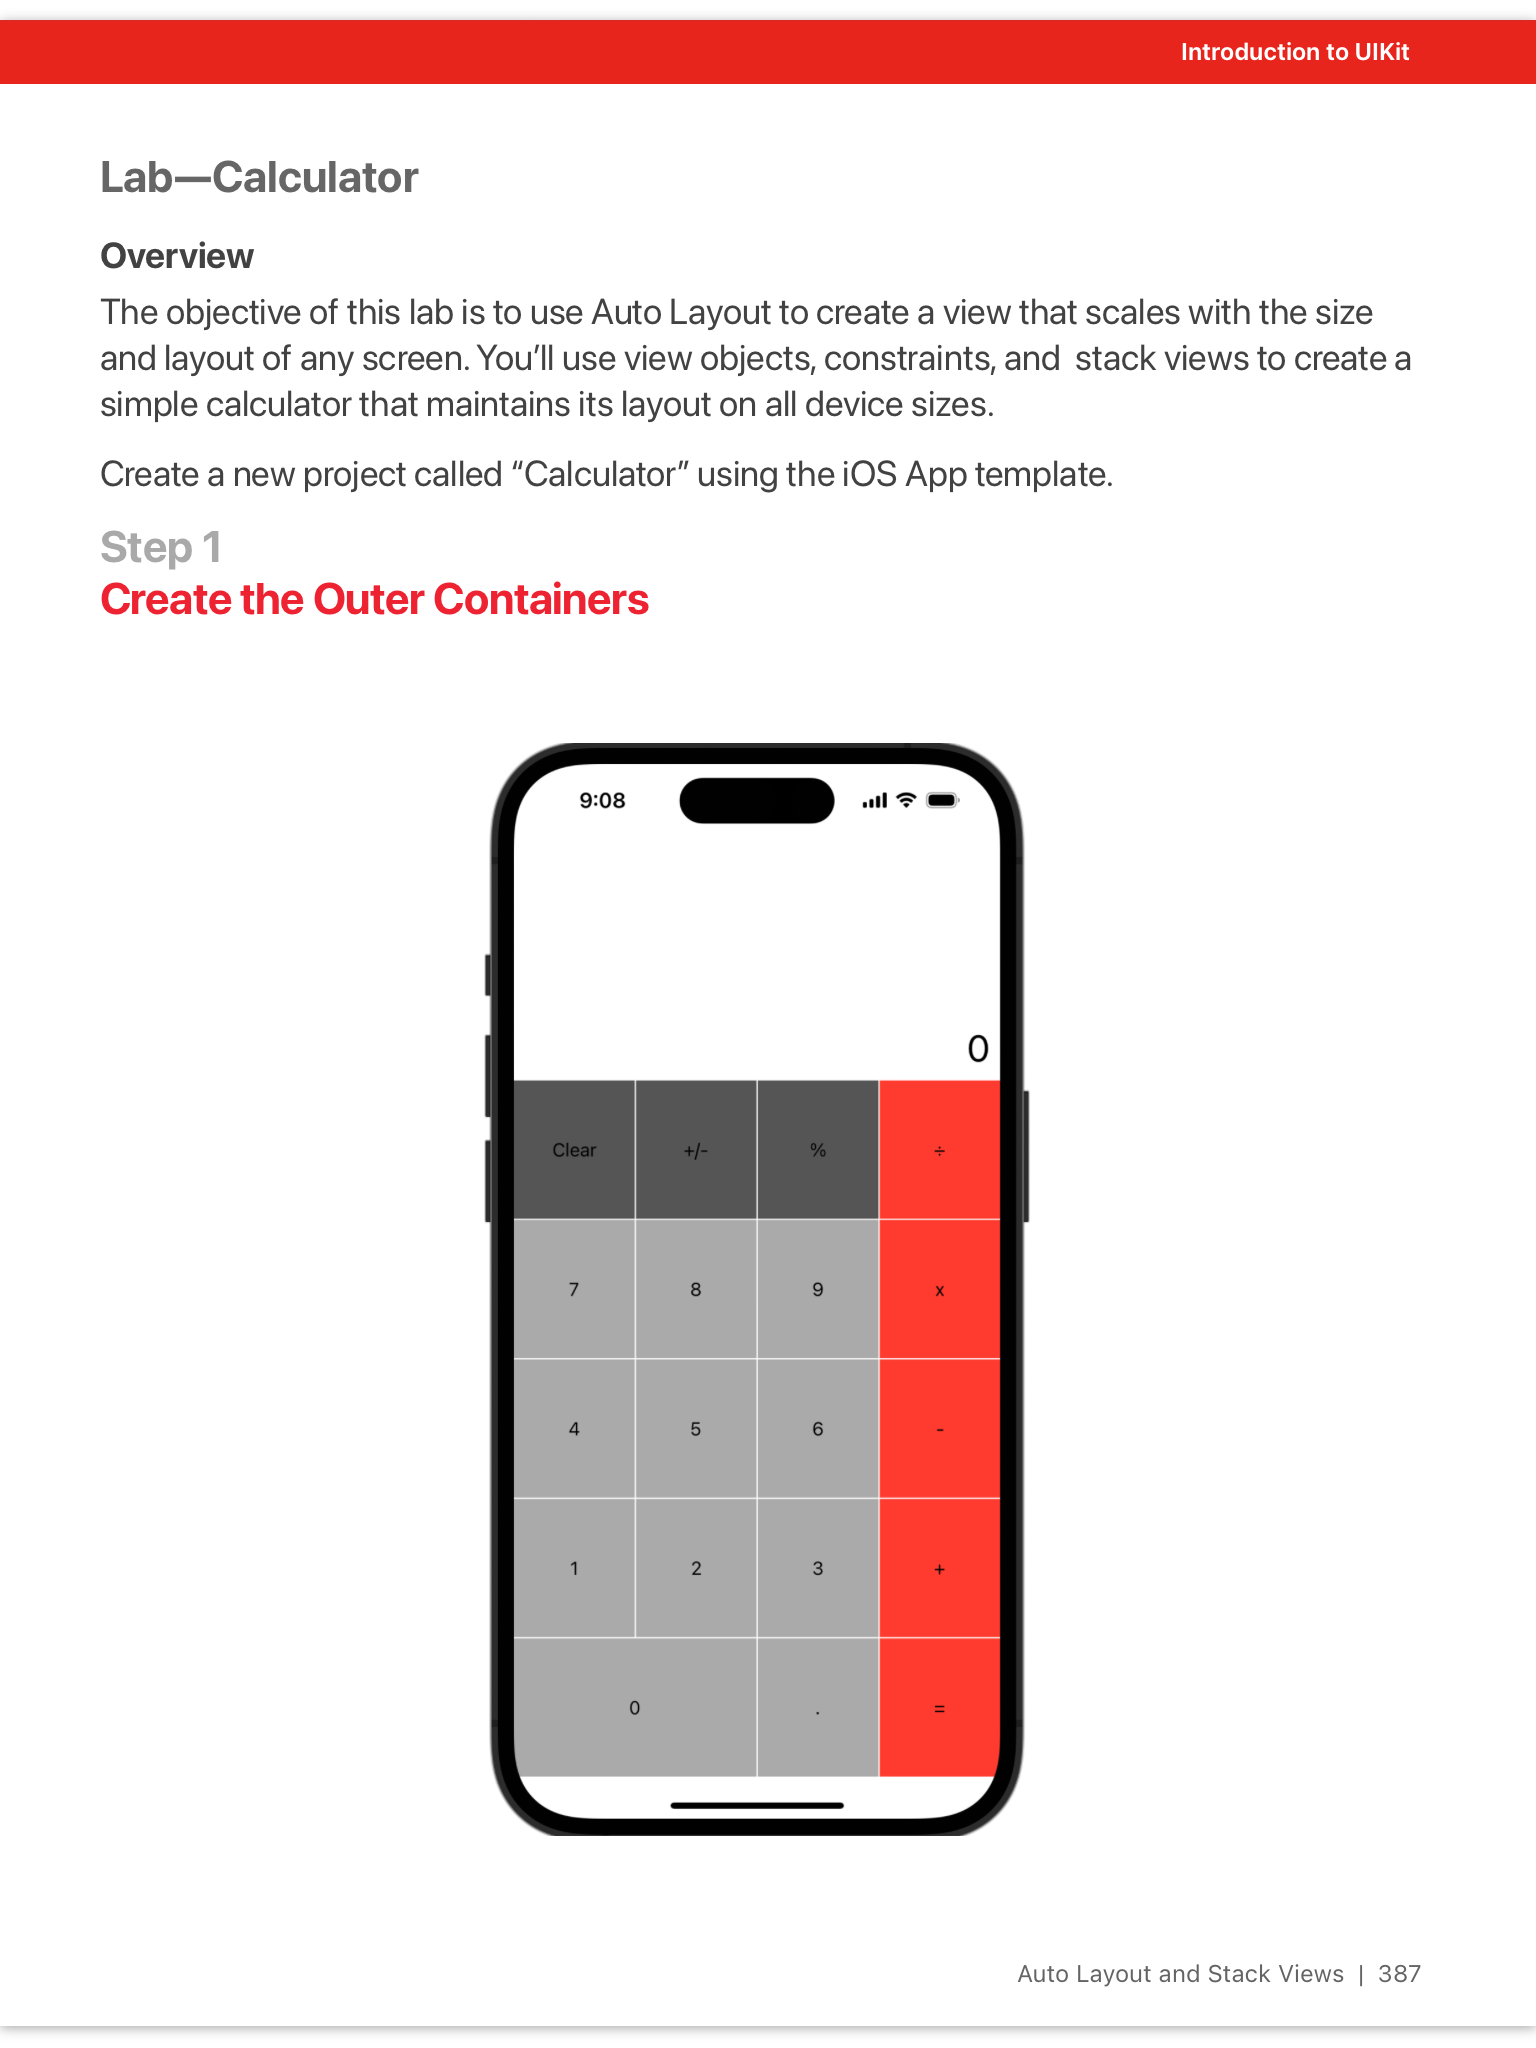 Introduction to UIKit
Lab—Calculator
Overview
The objective of this lab is to use Auto Layout to create a view that scales with the size
and layout of any screen. You’ll use view objects, constraints, and  stack views to create a
simple calculator that maintains its layout on all device sizes.
Create a new project called “Calculator” using the iOS App template.
Step 1
Create the Outer Containers
9:08
0
Clear +/- % ÷
7 8 9 x
4 5 6 -
1 2 3 +
0 . =
Auto Layout and Stack Views | 387